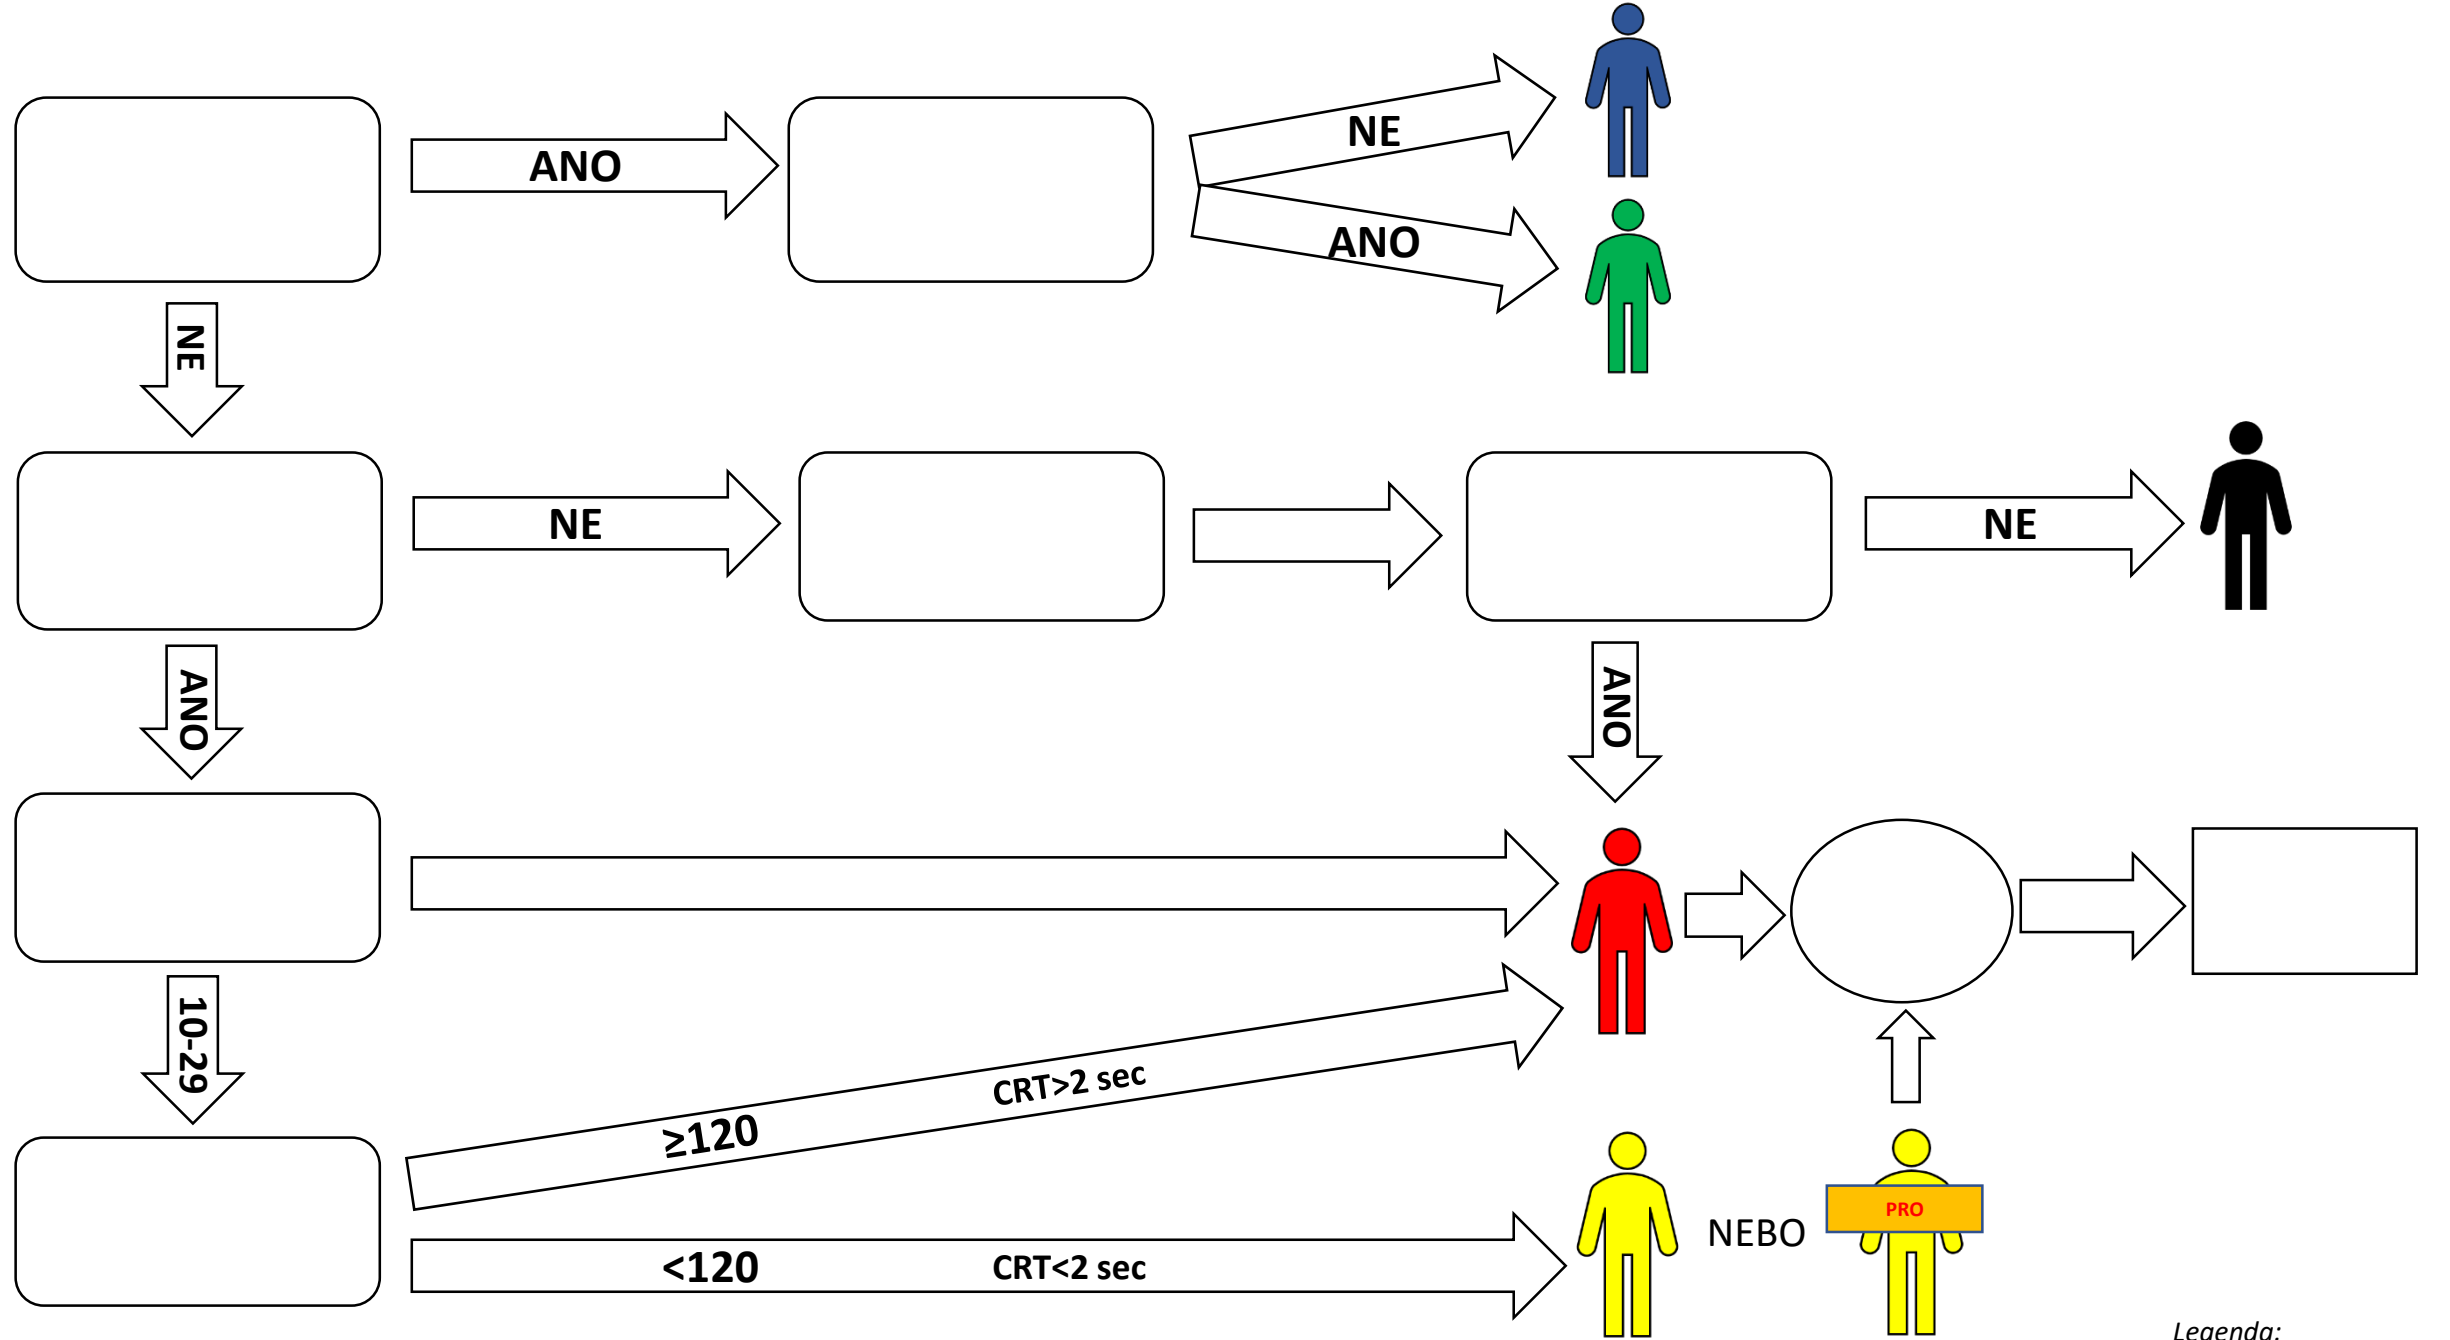 NE
ANO
ANO
NE
NE
NE
ANO
ANO
10-29
CRT>2 sec
≥120
PRO
NEBO
<120
CRT<2 sec
Legenda: